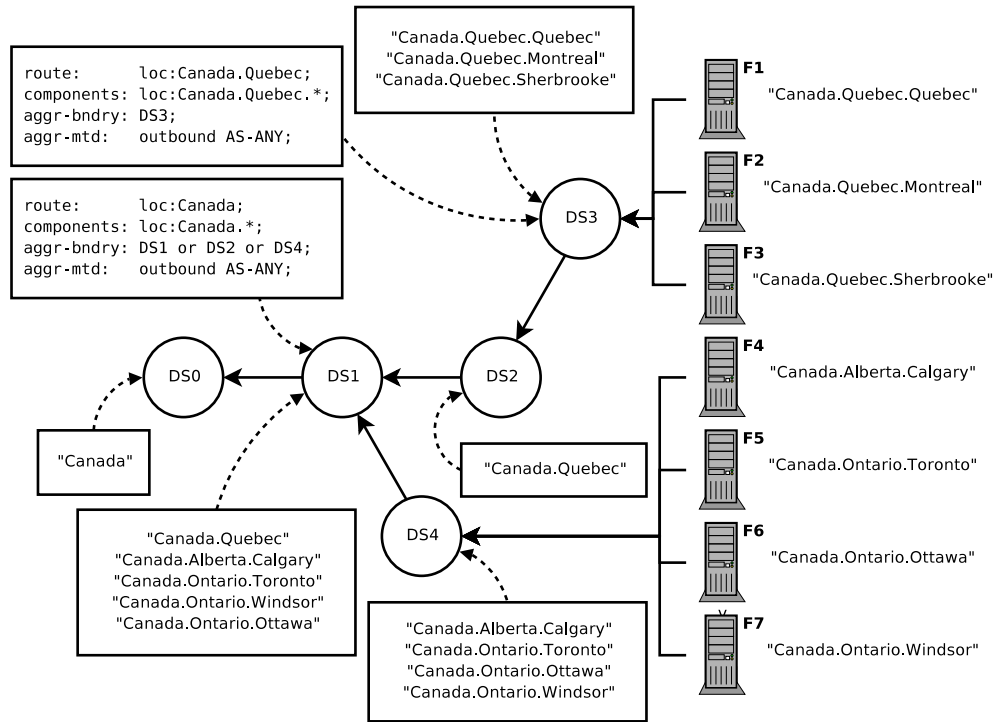 route:      loc:Canada.Quebec;
components: loc:Canada.Quebec.*;
aggr-bndry: DS3;
aggr-mtd:   outbound AS-ANY;
"Canada.Quebec.Quebec"
"Canada.Quebec.Montreal"
"Canada.Quebec.Sherbrooke"
route:      loc:Canada;
components: loc:Canada.*;
aggr-bndry: DS1 or DS2 or DS4;
aggr-mtd:   outbound AS-ANY;
F1
"Canada.Quebec.Quebec"
F2
"Canada.Quebec.Montreal"
DS3
F3
"Canada.Quebec.Sherbrooke"
F4
"Canada.Alberta.Calgary"
DS0
DS1
DS2
F5
"Canada.Ontario.Toronto"
"Canada"
"Canada.Quebec"
F6
"Canada.Ontario.Ottawa"
DS4
"Canada.Quebec"
"Canada.Alberta.Calgary"
"Canada.Ontario.Toronto"
"Canada.Ontario.Windsor"
"Canada.Ontario.Ottawa"
"Canada.Alberta.Calgary"
"Canada.Ontario.Toronto"
"Canada.Ontario.Ottawa"
"Canada.Ontario.Windsor"
F7
"Canada.Ontario.Windsor"